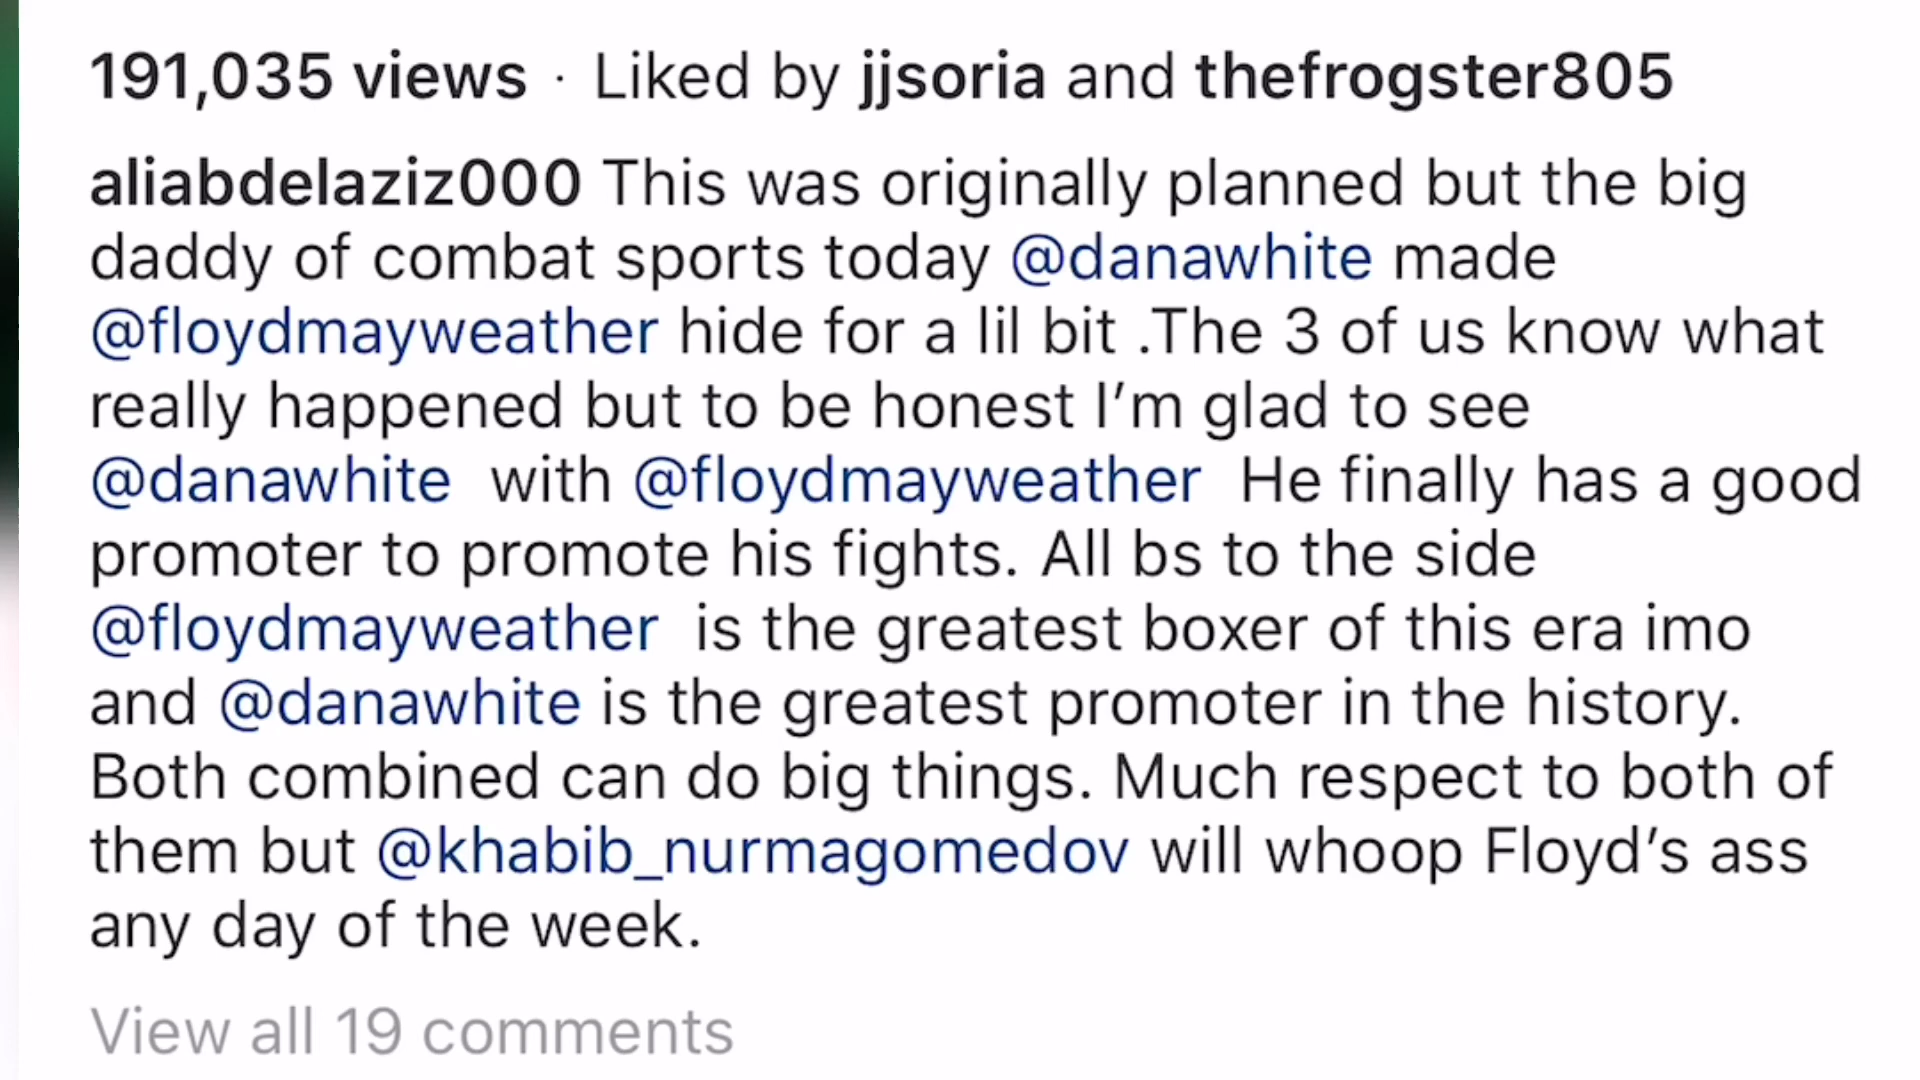 191,035 views · Liked by jjsoria and thefrogster805
aliabdelaziz000 This was originally planned but the big
daddy of combat sports today @danawhite made
@floydmayweather hide for a lil bit .The 3 of us know what
really happened but to be honest I’m glad to see
@danawhite  with @floydmayweather  He finally has a good
promoter to promote his fights. All bs to the side
@floydmayweather  is the greatest boxer of this era imo
and @danawhite is the greatest promoter in the history.
Both combined can do big things. Much respect to both of
them but @khabib_nurmagomedov will whoop Floyd’s ass
any day of the week.
View all 19 comments